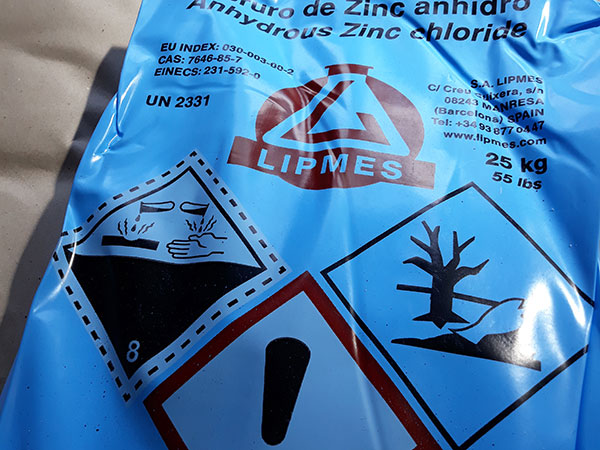 de Zinc anhidro
Anhydrous Zinc chloride
EU INDEX: 030-003-00-2
CAS: 7646-85-7
EINECS: 231-592-0
UN 2331
LIPMES
S.A. LIPMES
C/ Creu Guixera, s/n
08243 MANRESA
(Barcelona) SPAIN
Tel: +34 93 877 04 47
www.lipmes.com
25 kg
55 lbs
8